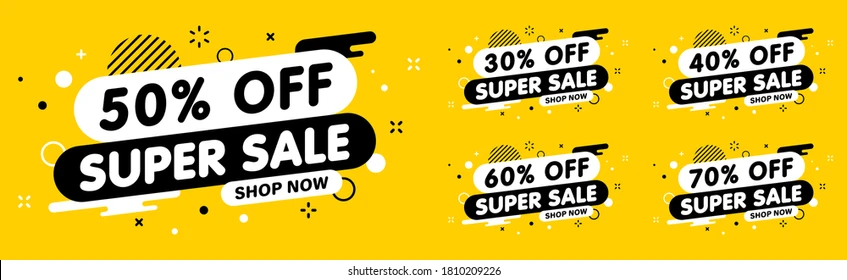 50% OFF
SUPER SALE
SHOP NOW
30% OFF
SUPER SALE
SHOP NOW
40% OFF
SUPER SALE
SHOP NOW
60% OFF
SUPER SALE
SHOP NOW
70% OFF
SUPER SALE
SHOP NOW
shutterstock.com · 1810209226